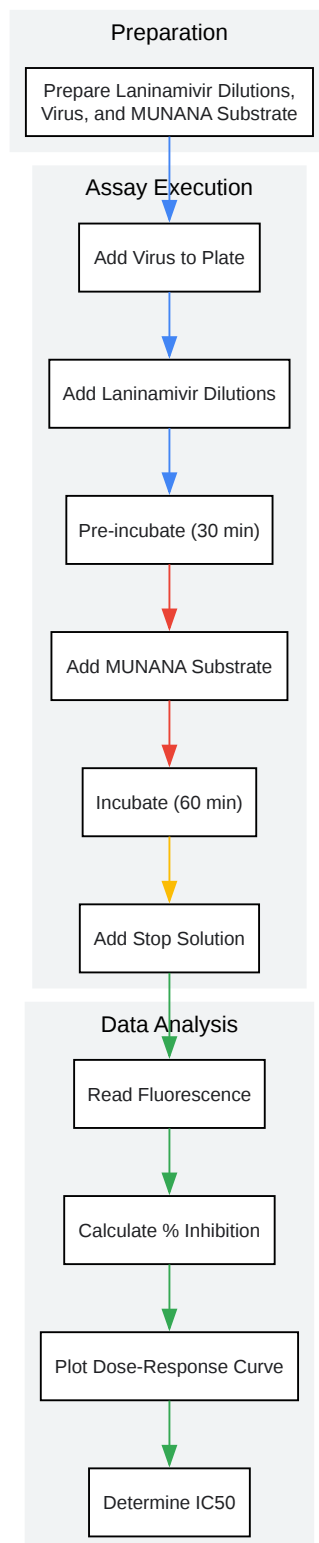 Preparation
Prepare Laninamivir Dilutions,
Virus, and MUNANA Substrate
Assay Execution
Add Virus to Plate
Add Laninamivir Dilutions
Pre-incubate (30 min)
Add MUNANA Substrate
Incubate (60 min)
Add Stop Solution
Data Analysis
Read Fluorescence
Calculate % Inhibition
Plot Dose-Response Curve
Determine IC50